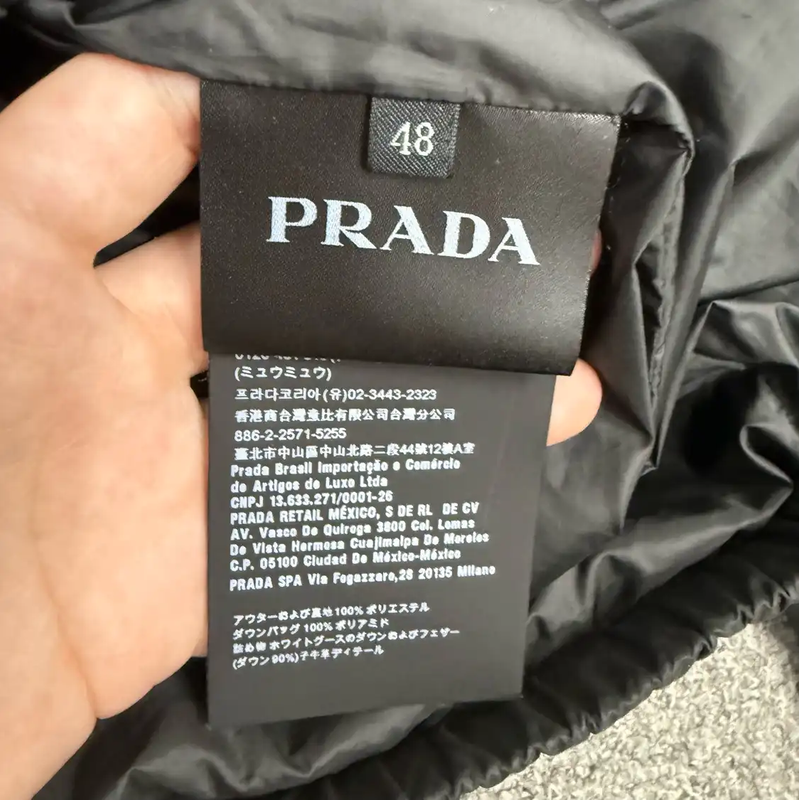 48
PRADA
(ミュウミュウ)
프라다코리아(유)02-3443-2323
香港商台灣壹比有限公司台灣分公司
886-2-2571-5255
臺北市中山區中山北路二段44號12樓A室
Prada Brasil Importação e Comércio
de Artigos de Luxo Ltda
CNPJ 13.633.271/0001-26
PRADA RETAIL MÉXICO, S DE RL DE CV
AV. Vasco De Quiroga 3800 Col. Lomas
De Vista Hermosa Cuajimalpa De Morelos
C.P. 05100 Ciudad De México-México
PRADA SPA Via Fogazzaro,28 20135 Milano
アウターおよび裏地100% ポリエステル
ダウンバッグ 100% ポリアミド
詰め物 ホワイトグースのダウンおよびフェザー
(ダウン 90%)子牛革ディテール